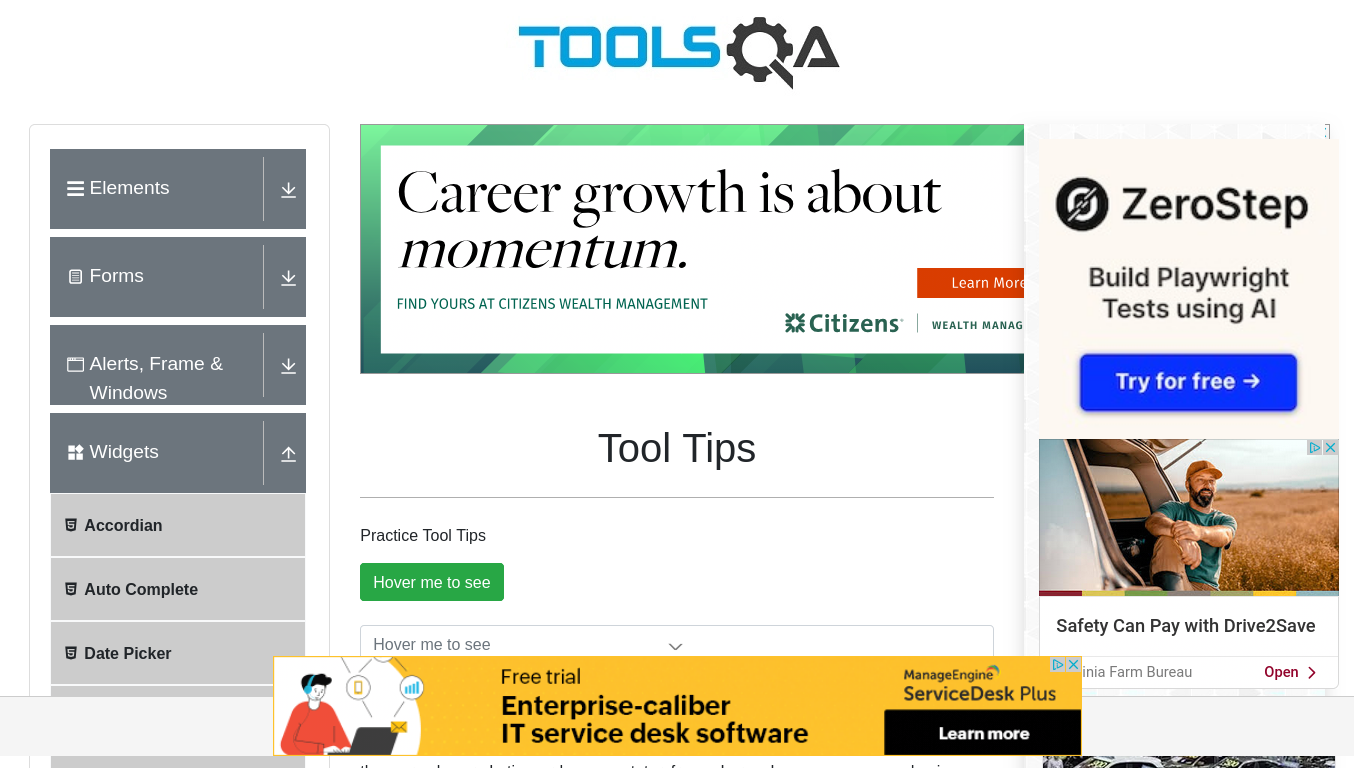 TOOLSQA
Elements
Forms
Alerts, Frame &
Windows
Widgets
Accordian
Auto Complete
Date Picker
Career growth is about
momentum.
FIND YOURS AT CITIZENS WEALTH MANAGEMENT
Learn More
Citizens
WEALTH MANAG
Tool Tips
Practice Tool Tips
Hover me to see
Hover me to see
ZeroStep
Build Playwright
Tests using AI
Try for free →
Safety Can Pay with Drive2Save
inia Farm Bureau
Open
Free trial
Enterprise-caliber
IT service desk software
ManageEngine
ServiceDesk Plus
Learn more